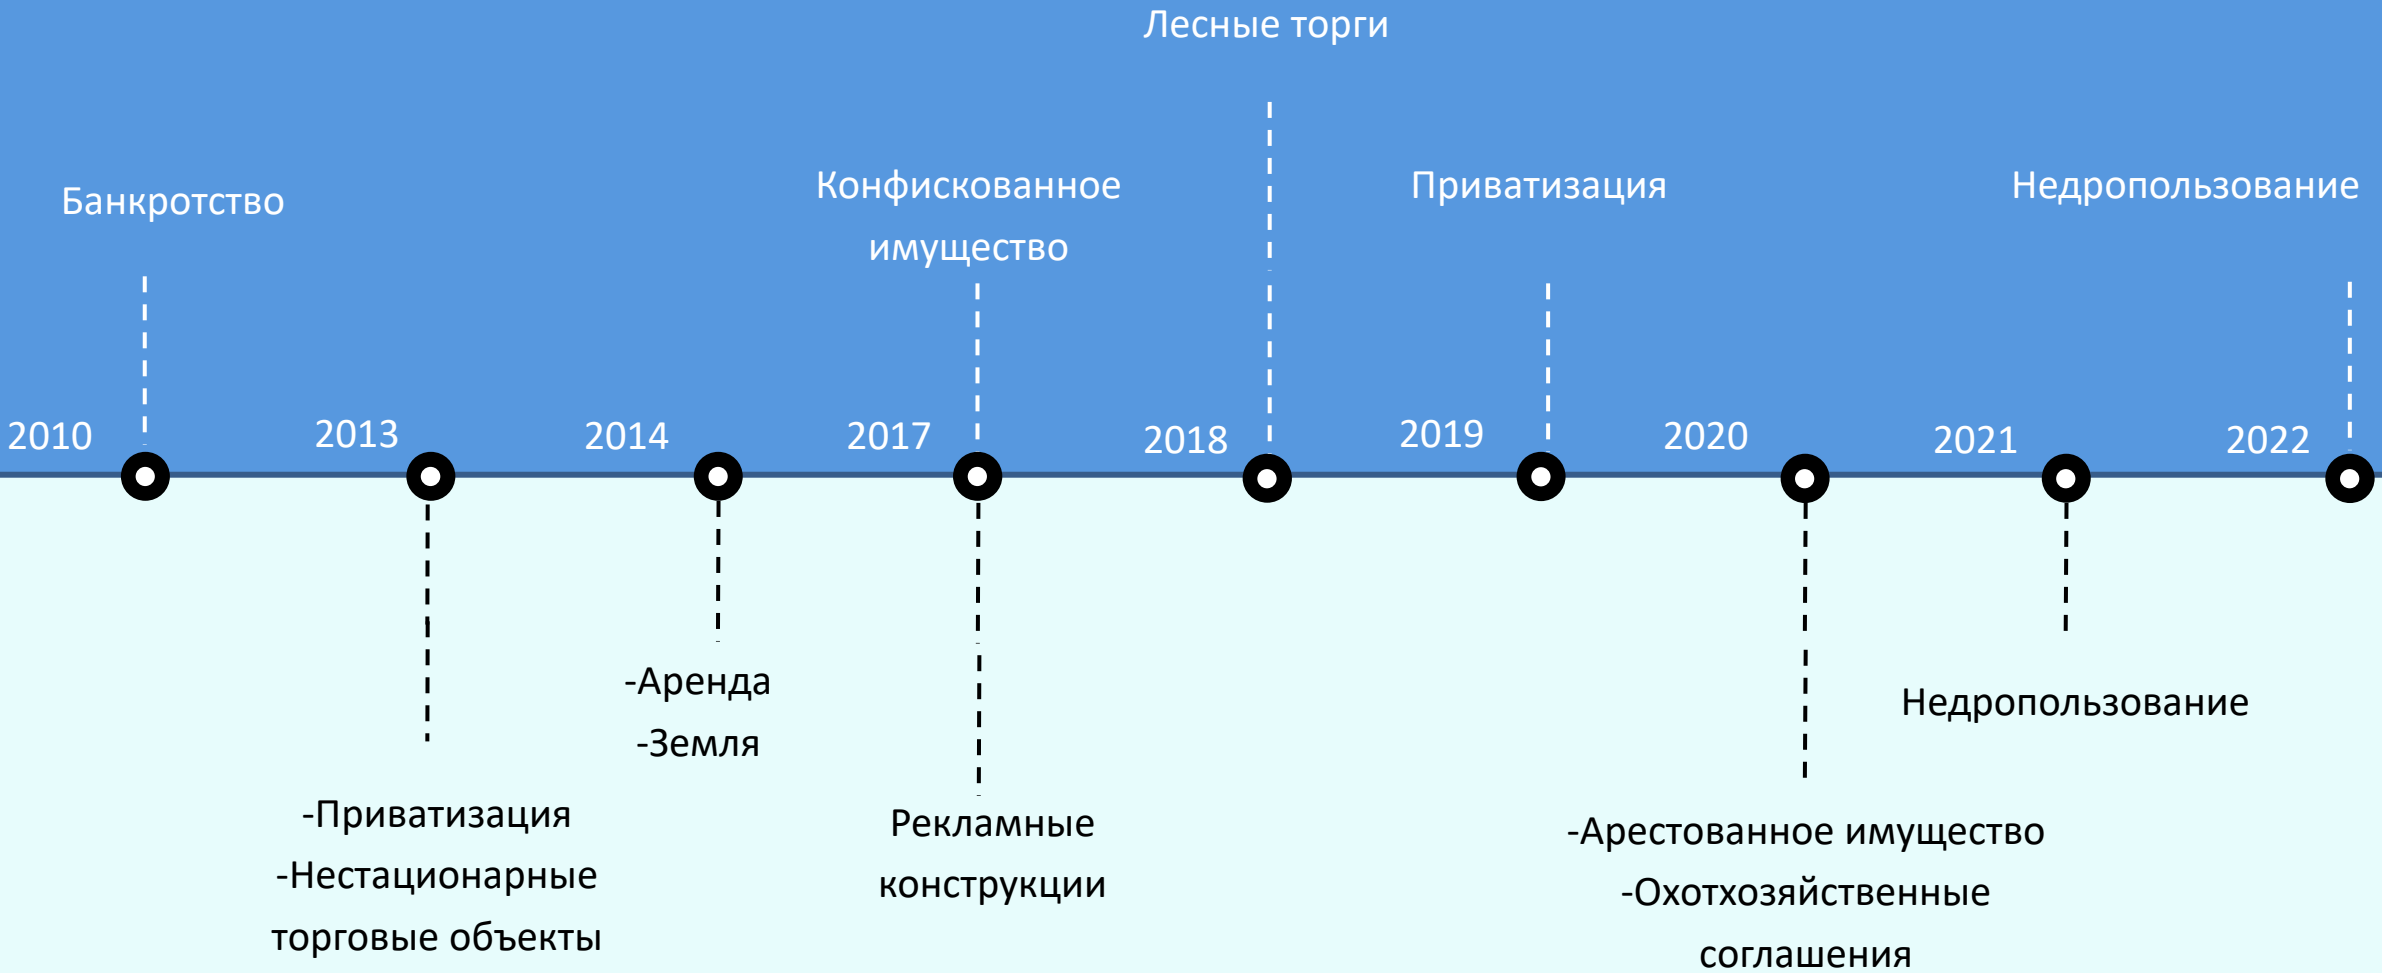 Лесные торги
Банкротство
Конфискованное
имущество
Приватизация
Недропользование
2010
2013
2014
2017
2018
2019
2020
2021
2022
-Приватизация
-Нестационарные
торговые объекты
-Аренда
-Земля
Рекламные
конструкции
-Арестованное имущество
-Охотхозяйственные
соглашения
Недропользование